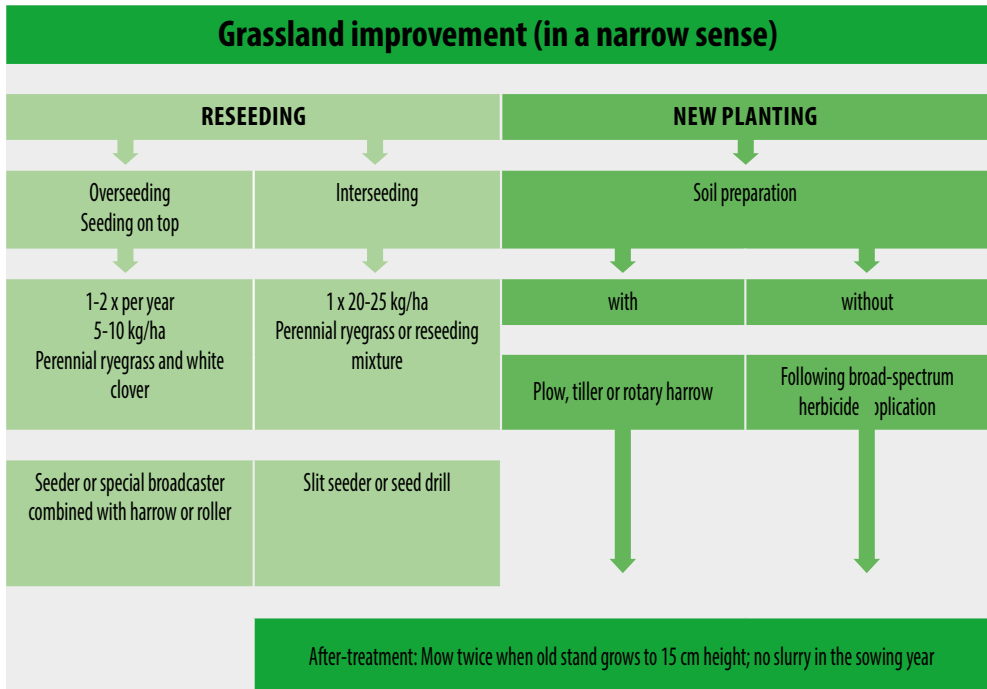 Grassland improvement (in a narrow sense)
RESEEDING
NEW PLANTING
Overseeding
Seeding on top
Interseeding
Soil preparation
1-2 x per year
5-10 kg/ha
Perennial ryegrass and white
clover
1 x 20-25 kg/ha
Perennial ryegrass or reseeding
mixture
with
without
Plow, tiller or rotary harrow
Following broad-spectrum
herbicide plication
Seeder or special broadcaster
combined with harrow or roller
Slit seeder or seed drill
After-treatment: Mow twice when old stand grows to 15 cm height; no slurry in the sowing year